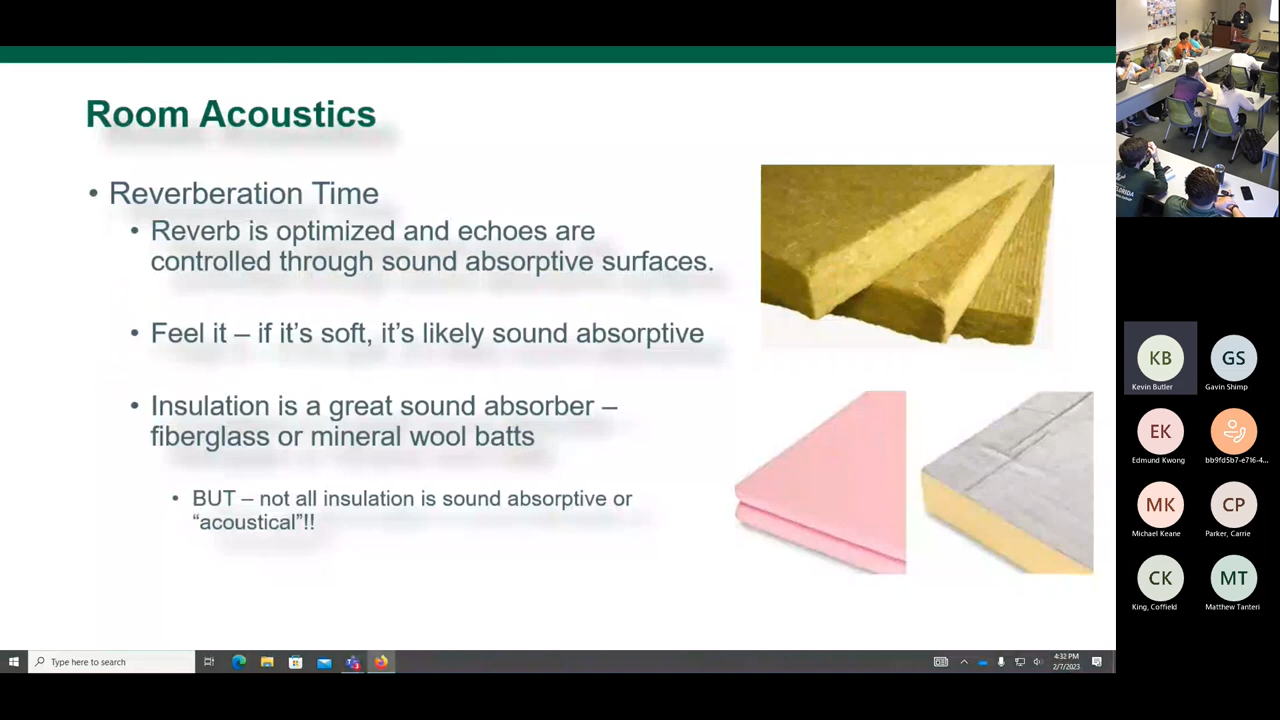 Room Acoustics
• Reverberation Time
• Reverb is optimized and echoes are
controlled through sound absorptive surfaces.
• Feel it – if it’s soft, it’s likely sound absorptive
• Insulation is a great sound absorber –
fiberglass or mineral wool batts
• BUT – not all insulation is sound absorptive or
“acoustical”!!
KB
GS
Kevin Butler
Gavin Shimp
EK
Edmund Kwong
bb9fd5b7-e716-4...
MK
CP
Michael Keane
Parker, Carrie
CK
MT
King, Coffield
Matthew Tanteri
Type here to search
4:32 PM
2/7/2023